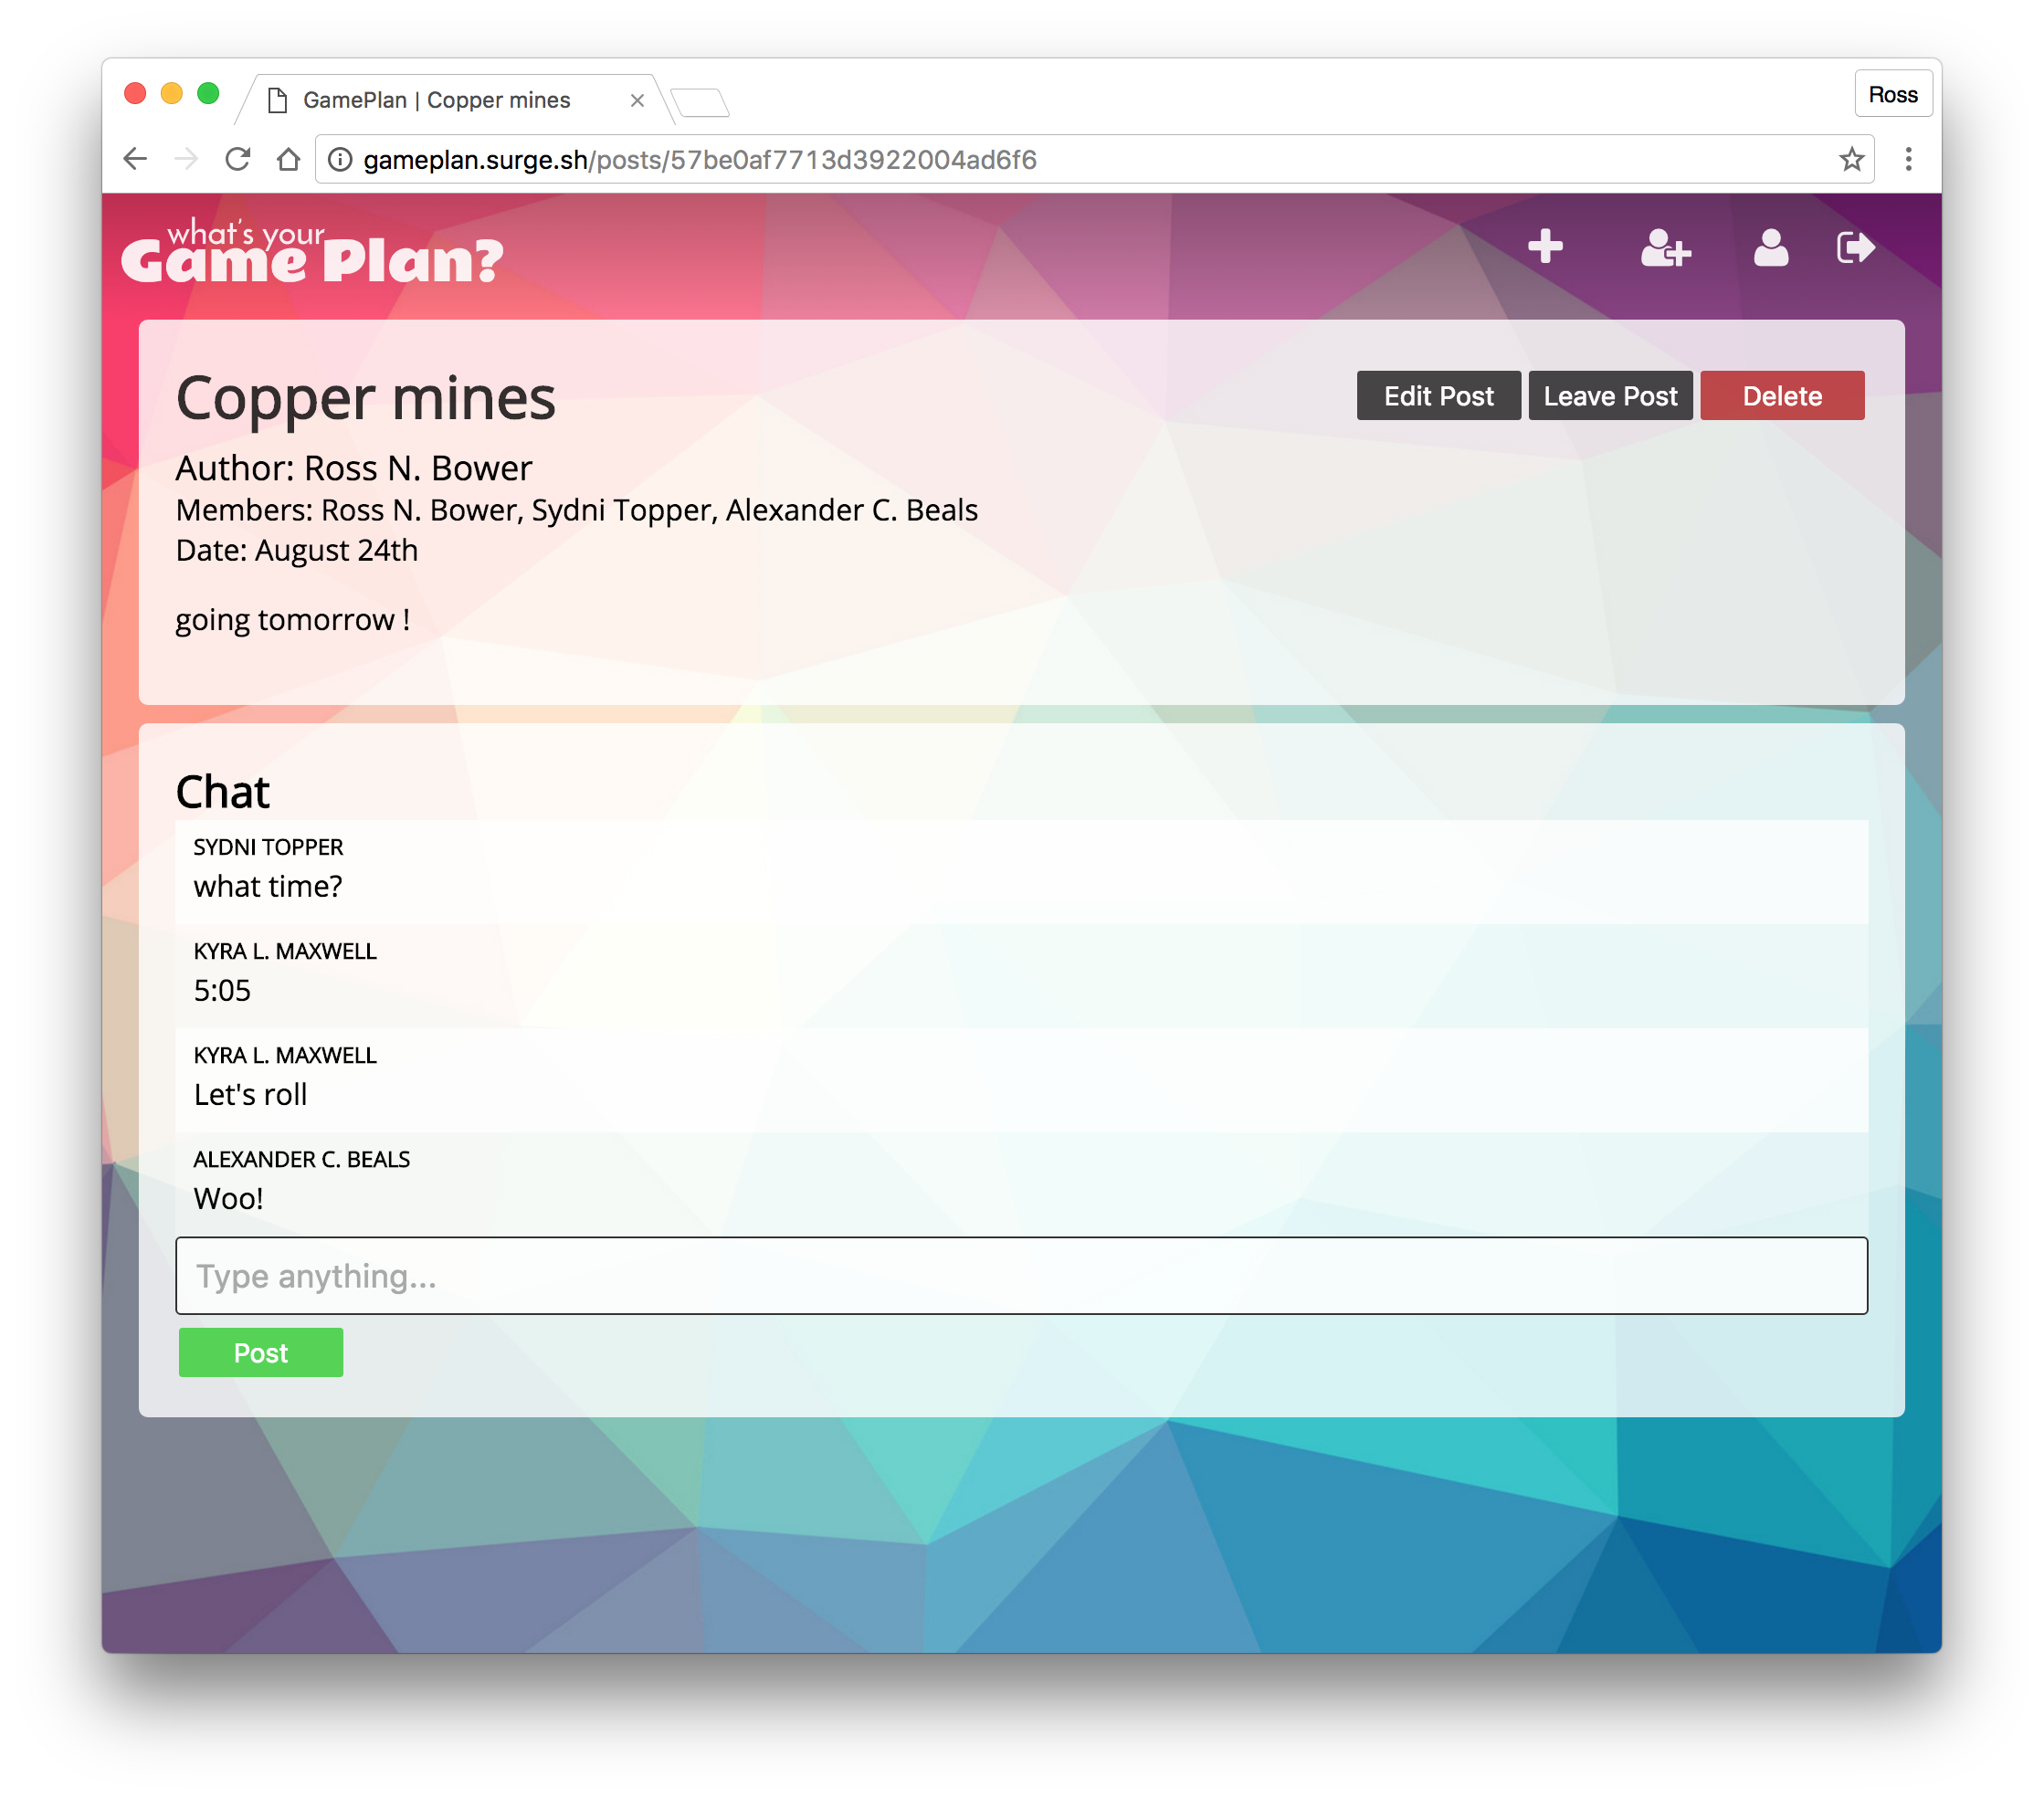 GamePlan | Copper mines
Ross
gameplan.surge.sh/posts/57be0af7713d3922004ad6f6
what's your
Game Plan?
Copper mines
Edit Post Leave Post Delete
Author: Ross N. Bower
Members: Ross N. Bower, Sydni Topper, Alexander C. Beals
Date: August 24th
going tomorrow !
Chat
SYDNI TOPPER
what time?
KYRA L. MAXWELL
5:05
KYRA L. MAXWELL
Let's roll
ALEXANDER C. BEALS
Woo!
Type anything...
Post